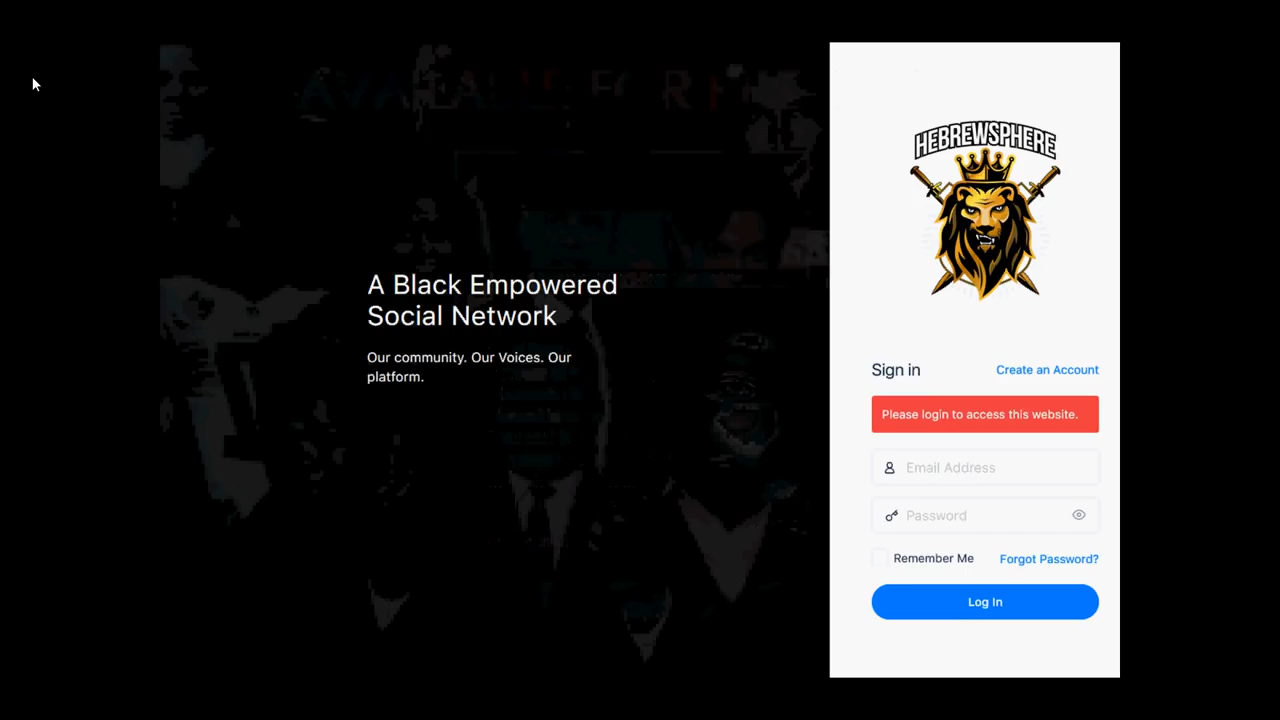 A Black Empowered
Social Network
Our community. Our Voices. Our
platform.
HEBREWSPHERE
Sign in
Create an Account
Please login to access this website.
Email Address
Password
Remember Me
Forgot Password?
Log In